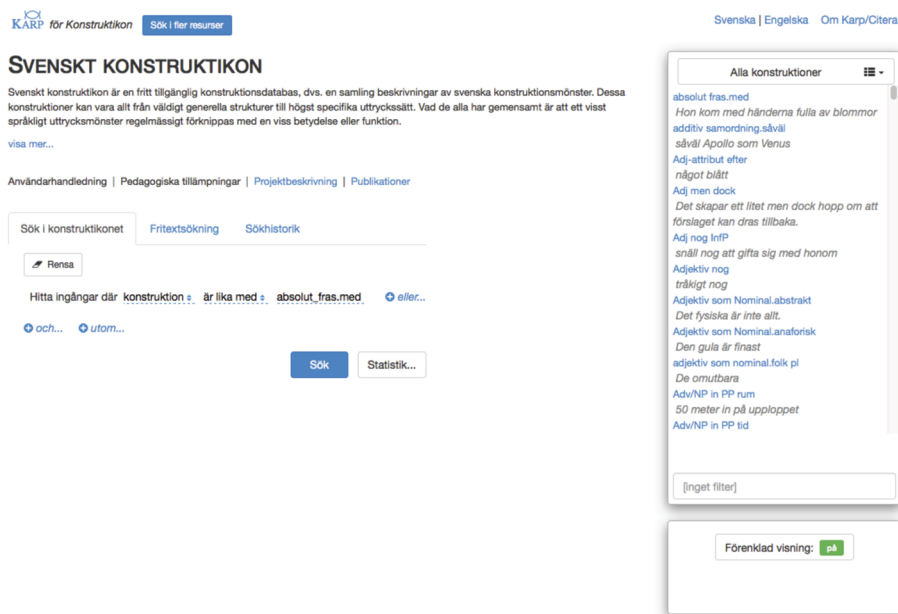 KARP för Konstruktikon Sök i fler resurser
Svenska | Engelska Om Karp/Citera
SVENSKT KONSTRUKTIKON
Svenskt konstruktikon är en fritt tillgänglig konstruktionsdatabas, dvs. en samling beskrivningar av svenska konstruktionsmönster. Dessa
konstruktioner kan vara allt från väldigt generella strukturer till högst specifika uttryckssätt. Vad de alla har gemensamt är att ett visst
språkligt uttrycksmönster regelmässigt förknippas med en viss betydelse eller funktion.
visa mer...
Användarhandledning | Pedagogiska tillämpningar | Projektbeskrivning | Publikationer
Sök i konstruktikonet Fritextsökning Sökhistorik
Rensa
Hitta ingångar där konstruktion är lika med absolut_fras.med eller...
och... utom...
Sök Statistik...
Alla konstruktioner
absolut fras.med
Hon kom med händerna fulla av blommor
additiv samordning.såväl
såväl Apollo som Venus
Adj-attribut efter
något blått
Adj men dock
Det skapar ett litet men dock hopp om att
förslaget kan dras tillbaka.
Adj nog InfP
snäll nog att gifta sig med honom
Adjektiv nog
tråkigt nog
Adjektiv som Nominal.abstrakt
Det fysiska är inte allt.
Adjektiv som Nominal.anaforisk
Den gula är finast
adjektiv som nominal.folk pl
De omutbara
Adv/NP in PP rum
50 meter in på upploppet
Adv/NP in PP tid
[inget filter]
Förenklad visning: på